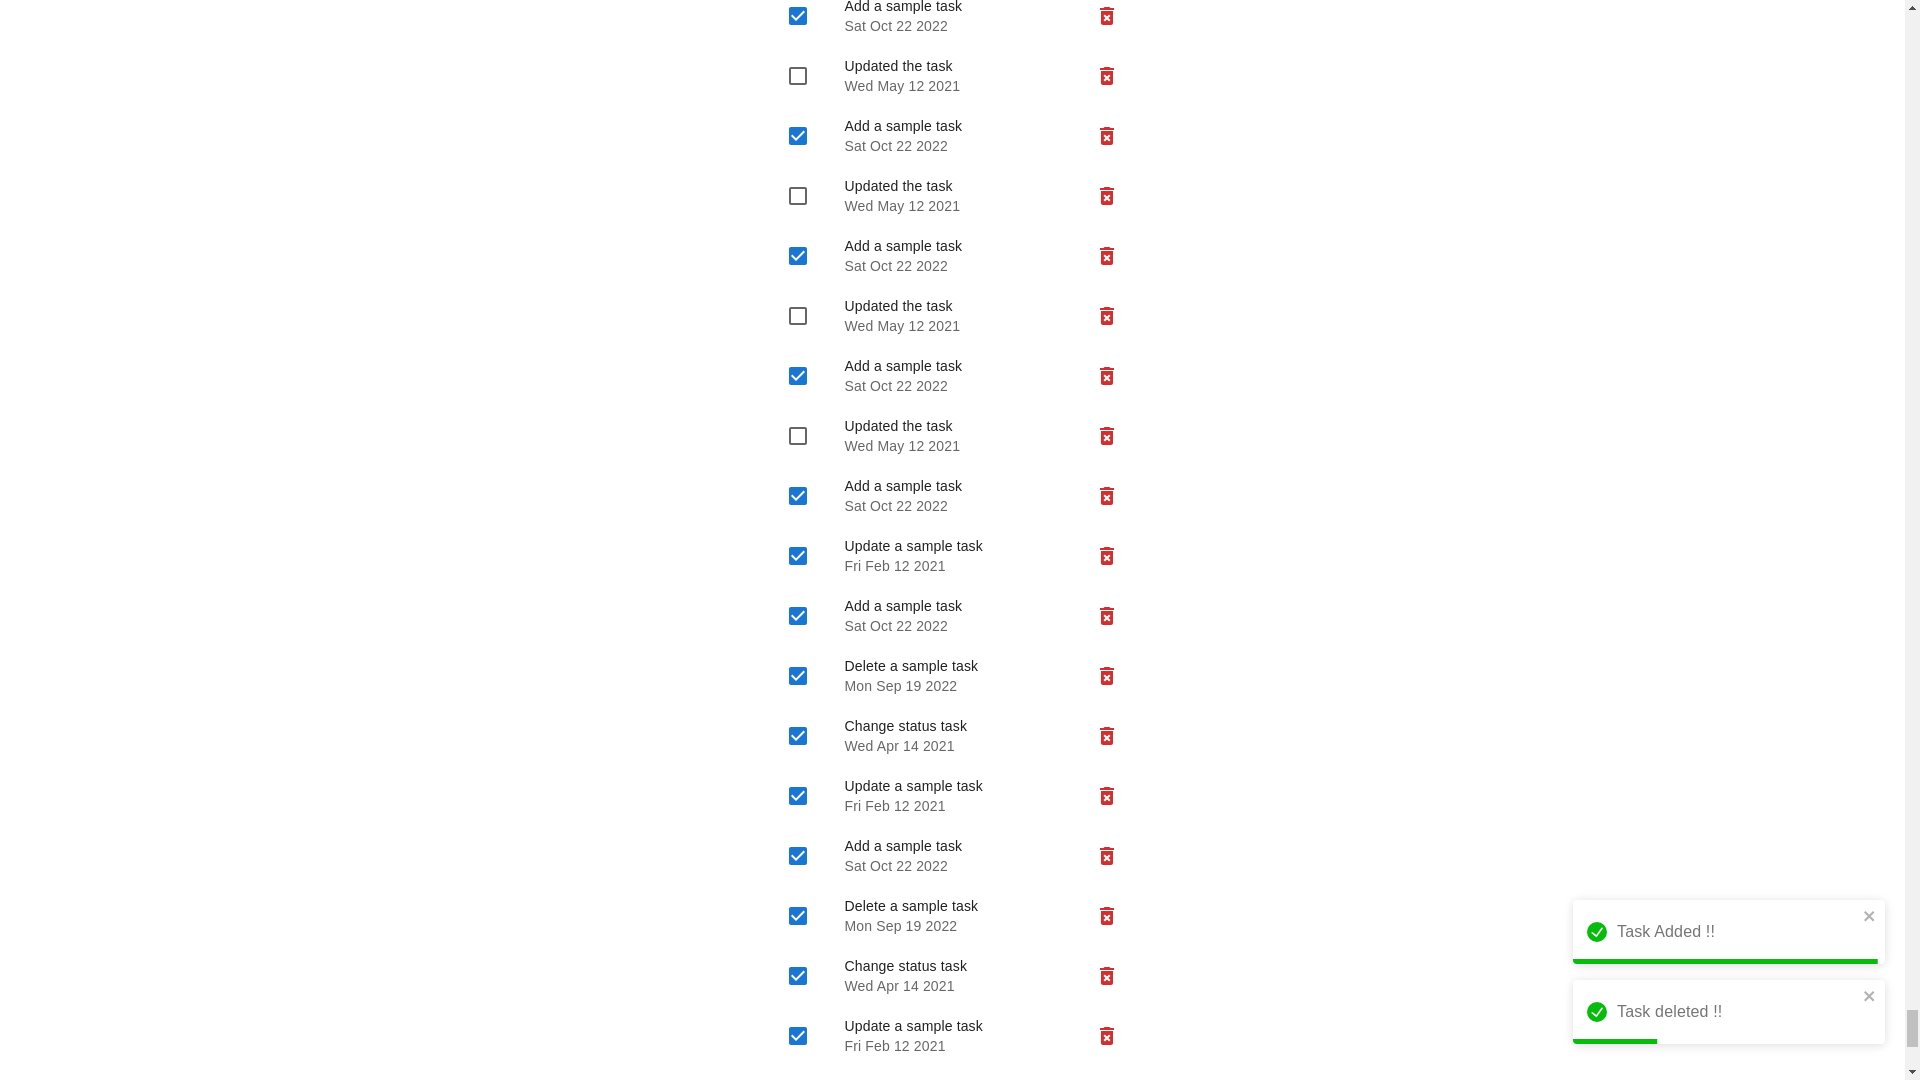 Add a sample task
Sat Oct 22 2022
Updated the task
Wed May 12 2021
Add a sample task
Sat Oct 22 2022
Updated the task
Wed May 12 2021
Add a sample task
Sat Oct 22 2022
Updated the task
Wed May 12 2021
Add a sample task
Sat Oct 22 2022
Updated the task
Wed May 12 2021
Add a sample task
Sat Oct 22 2022
Update a sample task
Fri Feb 12 2021
Add a sample task
Sat Oct 22 2022
Delete a sample task
Mon Sep 19 2022
Change status task
Wed Apr 14 2021
Update a sample task
Fri Feb 12 2021
Add a sample task
Sat Oct 22 2022
Delete a sample task
Mon Sep 19 2022
Change status task
Wed Apr 14 2021
Update a sample task
Fri Feb 12 2021
Task Added !!
Task deleted !!